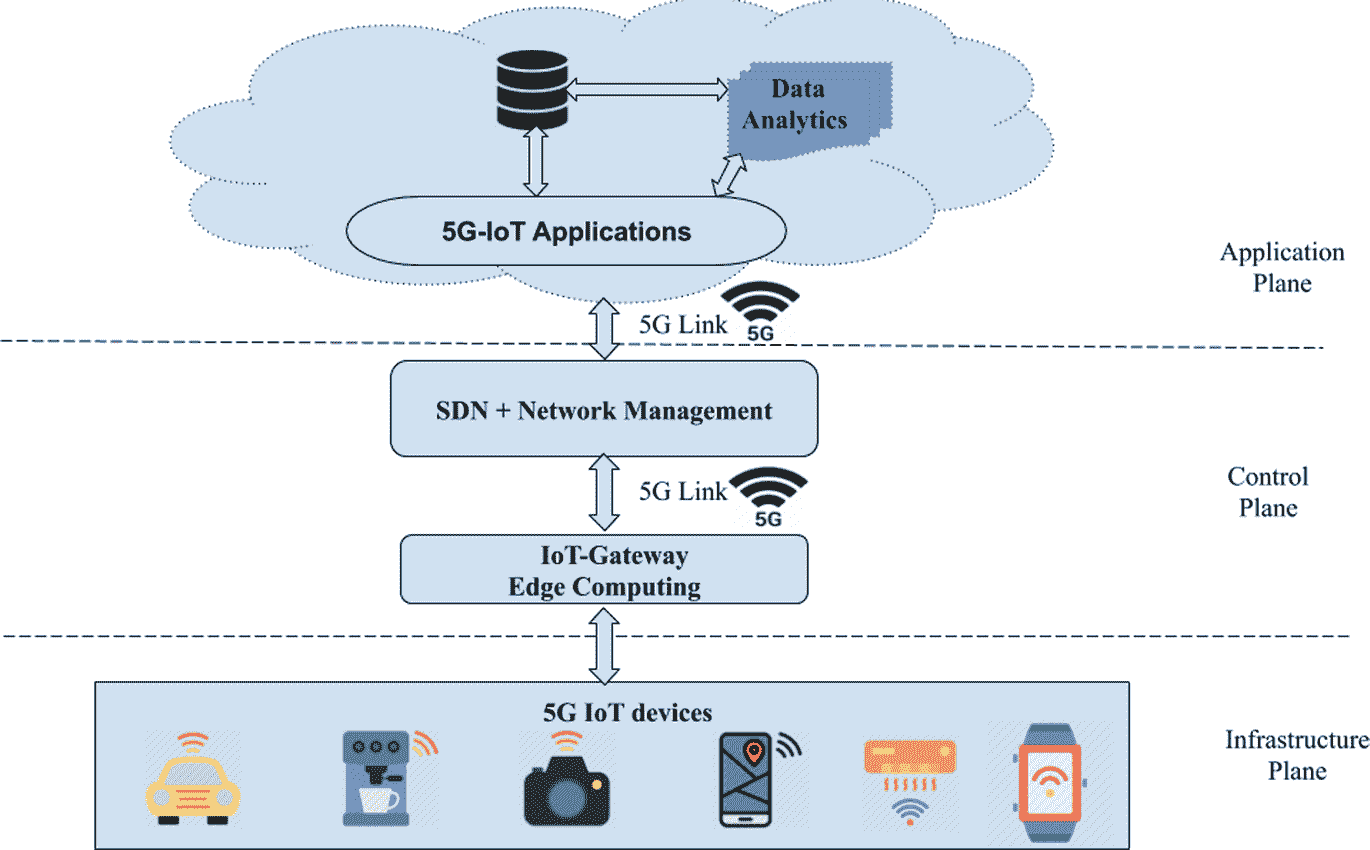 Data
Analytics
5G-IoT Applications
Application
Plane
5G Link
5G
SDN + Network Management
Control
Plane
5G Link
5G
IoT-Gateway
Edge Computing
5G IoT devices
Infrastructure
Plane